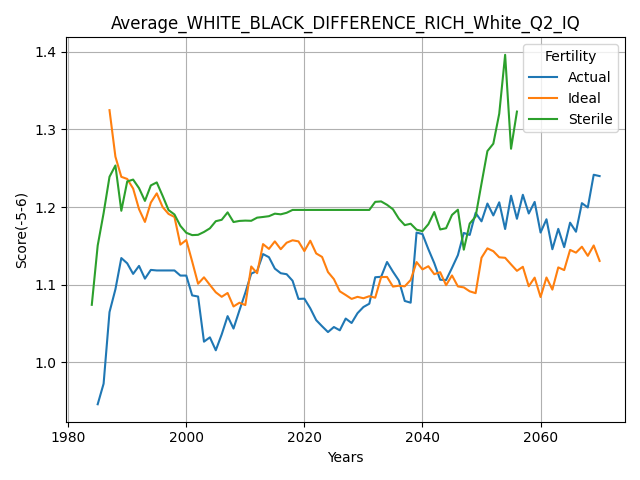 Average_WHITE_BLACK_DIFFERENCE_RICH_White_Q2_IQ
Fertility
Actual
Ideal
Sterile
Score(-5-6)
1.4
1.3
1.2
1.1
1.0
1980
2000
2020
2040
2060
Years